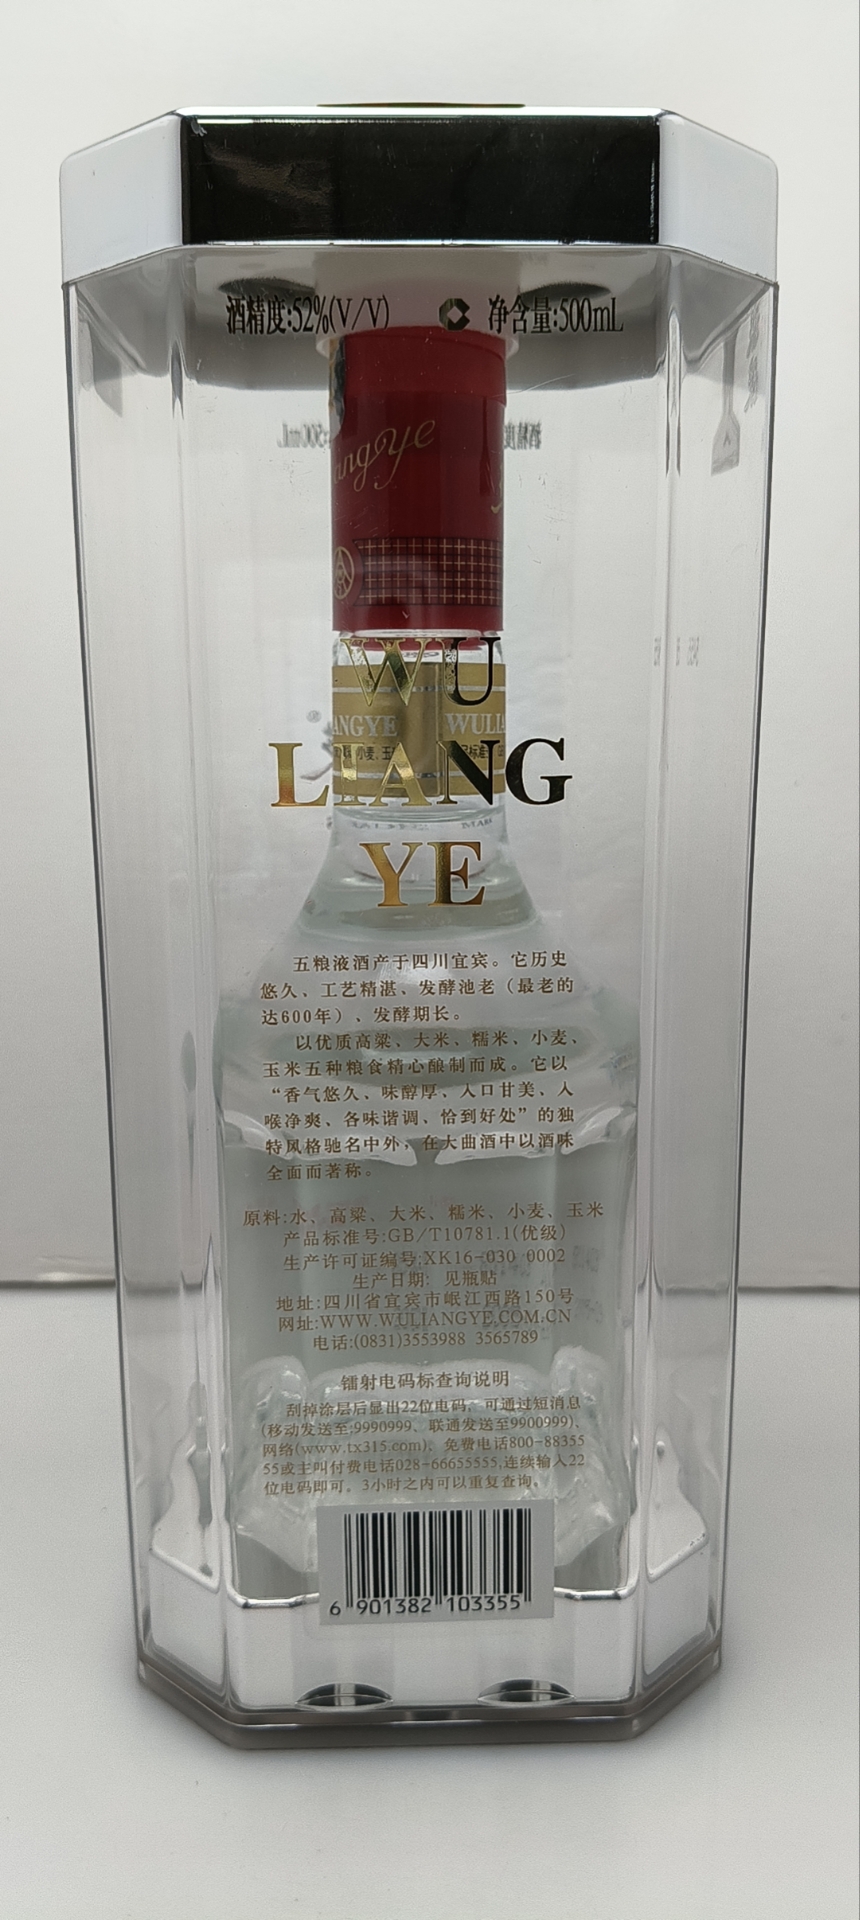 酒精度:52%(V/V) 净含量:500mL
angye
WU
ANGYE WULIA
LIANG
YE
五粮液酒产于四川宜宾。它历史
悠久、工艺精湛、发酵池老（最老的
达600年）、发酵期长。
以优质高粱、大米、糯米、小麦、
玉米五种粮食精心酿制而成。它以
“香气悠久、味醇厚、入口甘美、入
喉净爽、各味谐调、恰到好处”的独
特风格驰名中外，在大曲酒中以酒味
全面而著称。
原料:水、高粱、大米、糯米、小麦、玉米
产品标准号:GB/T10781.1(优级)
生产许可证编号:XK16-030 0002
生产日期: 见瓶贴
地址:四川省宜宾市岷江西路150号
网址:WWW.WULIANGYE.COM.CN
电话:(0831)3553988 3565789
镭射电码标查询说明
刮掉涂层后显出22位电码，可通过短消息
(移动发送至:9990999、联通发送至9900999)、
网络(www.tx315.com)、免费电话800-88355
55或主叫付费电话028-66655555,连续输入22
位电码即可。3小时之内可以重复查询。
6 901382 103355